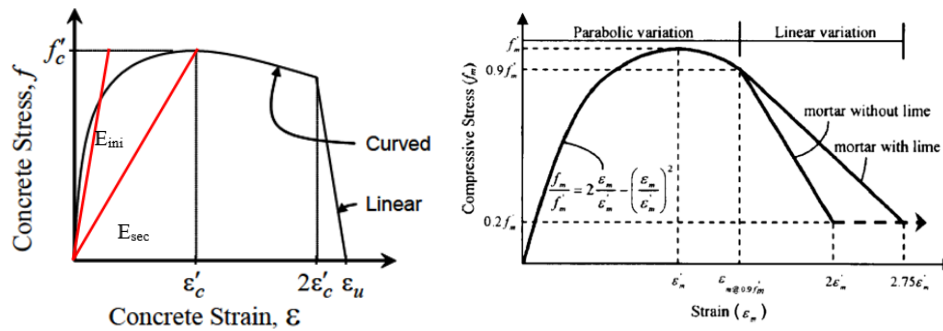 f′c
Eini
Esec
Curved
Linear
ε′c
2ε′c
εu
Concrete Strain, ε
Concrete Stress, f
Parabolic variation
Linear variation
f′m
0.9f′m
mortar without lime
mortar with lime
fm/f′m = 2 εm/ε′m − (εm/ε′m)²
0.2f′m
ε′m
εm@0.9f′m
2ε′m
2.75ε′m
Strain (εm)
Compressive Stress (fm)